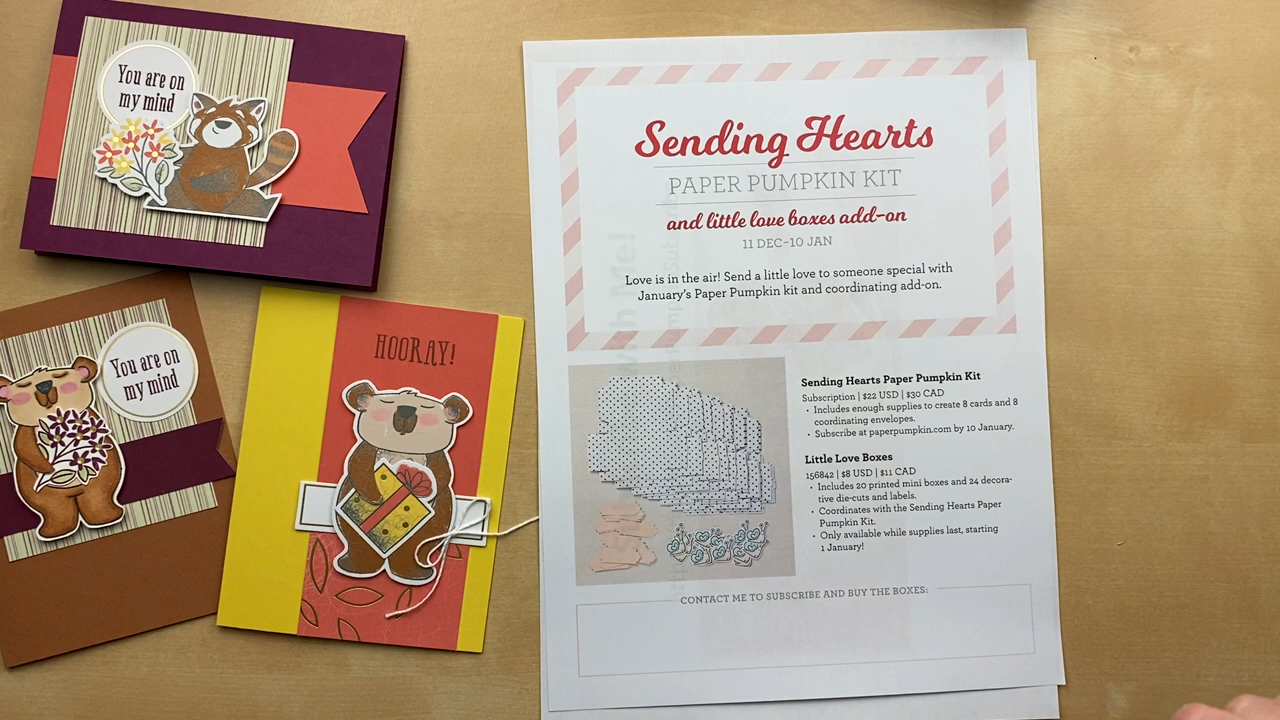 You are on
my mind
You are on
my mind
HOORAY!
Sending Hearts
PAPER PUMPKIN KIT
and little love boxes add-on
11 DEC–10 JAN
Love is in the air! Send a little love to someone special with
January's Paper Pumpkin kit and coordinating add-on.
Sending Hearts Paper Pumpkin Kit
Subscription | $22 USD | $30 CAD
• Includes enough supplies to create 8 cards and 8
coordinating envelopes.
• Subscribe at paperpumpkin.com by 10 January.
Little Love Boxes
156842 | $8 USD | $11 CAD
• Includes 20 printed mini boxes and 24 decora-
tive die-cuts and labels.
• Coordinates with the Sending Hearts Paper
Pumpkin Kit.
• Only available while supplies last, starting
1 January!
CONTACT ME TO SUBSCRIBE AND BUY THE BOXES: